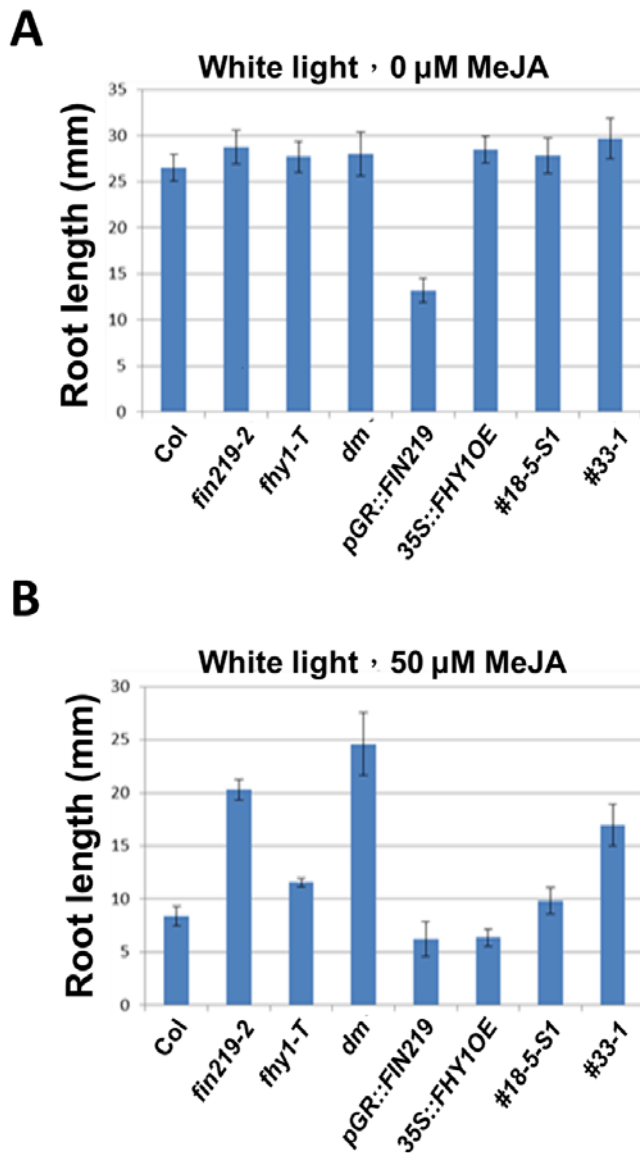 A
White light , 0 µM MeJA
Root length (mm)
35
30
25
20
15
10
5
0
Col
fin219-2
fhy1-T
dm
pGR::FIN219
35S::FHY1OE
#18-5-S1
#33-1
B
White light , 50 µM MeJA
Root length (mm)
30
25
20
15
10
5
0
Col
fin219-2
fhy1-T
dm
pGR::FIN219
35S::FHY1OE
#18-5-S1
#33-1